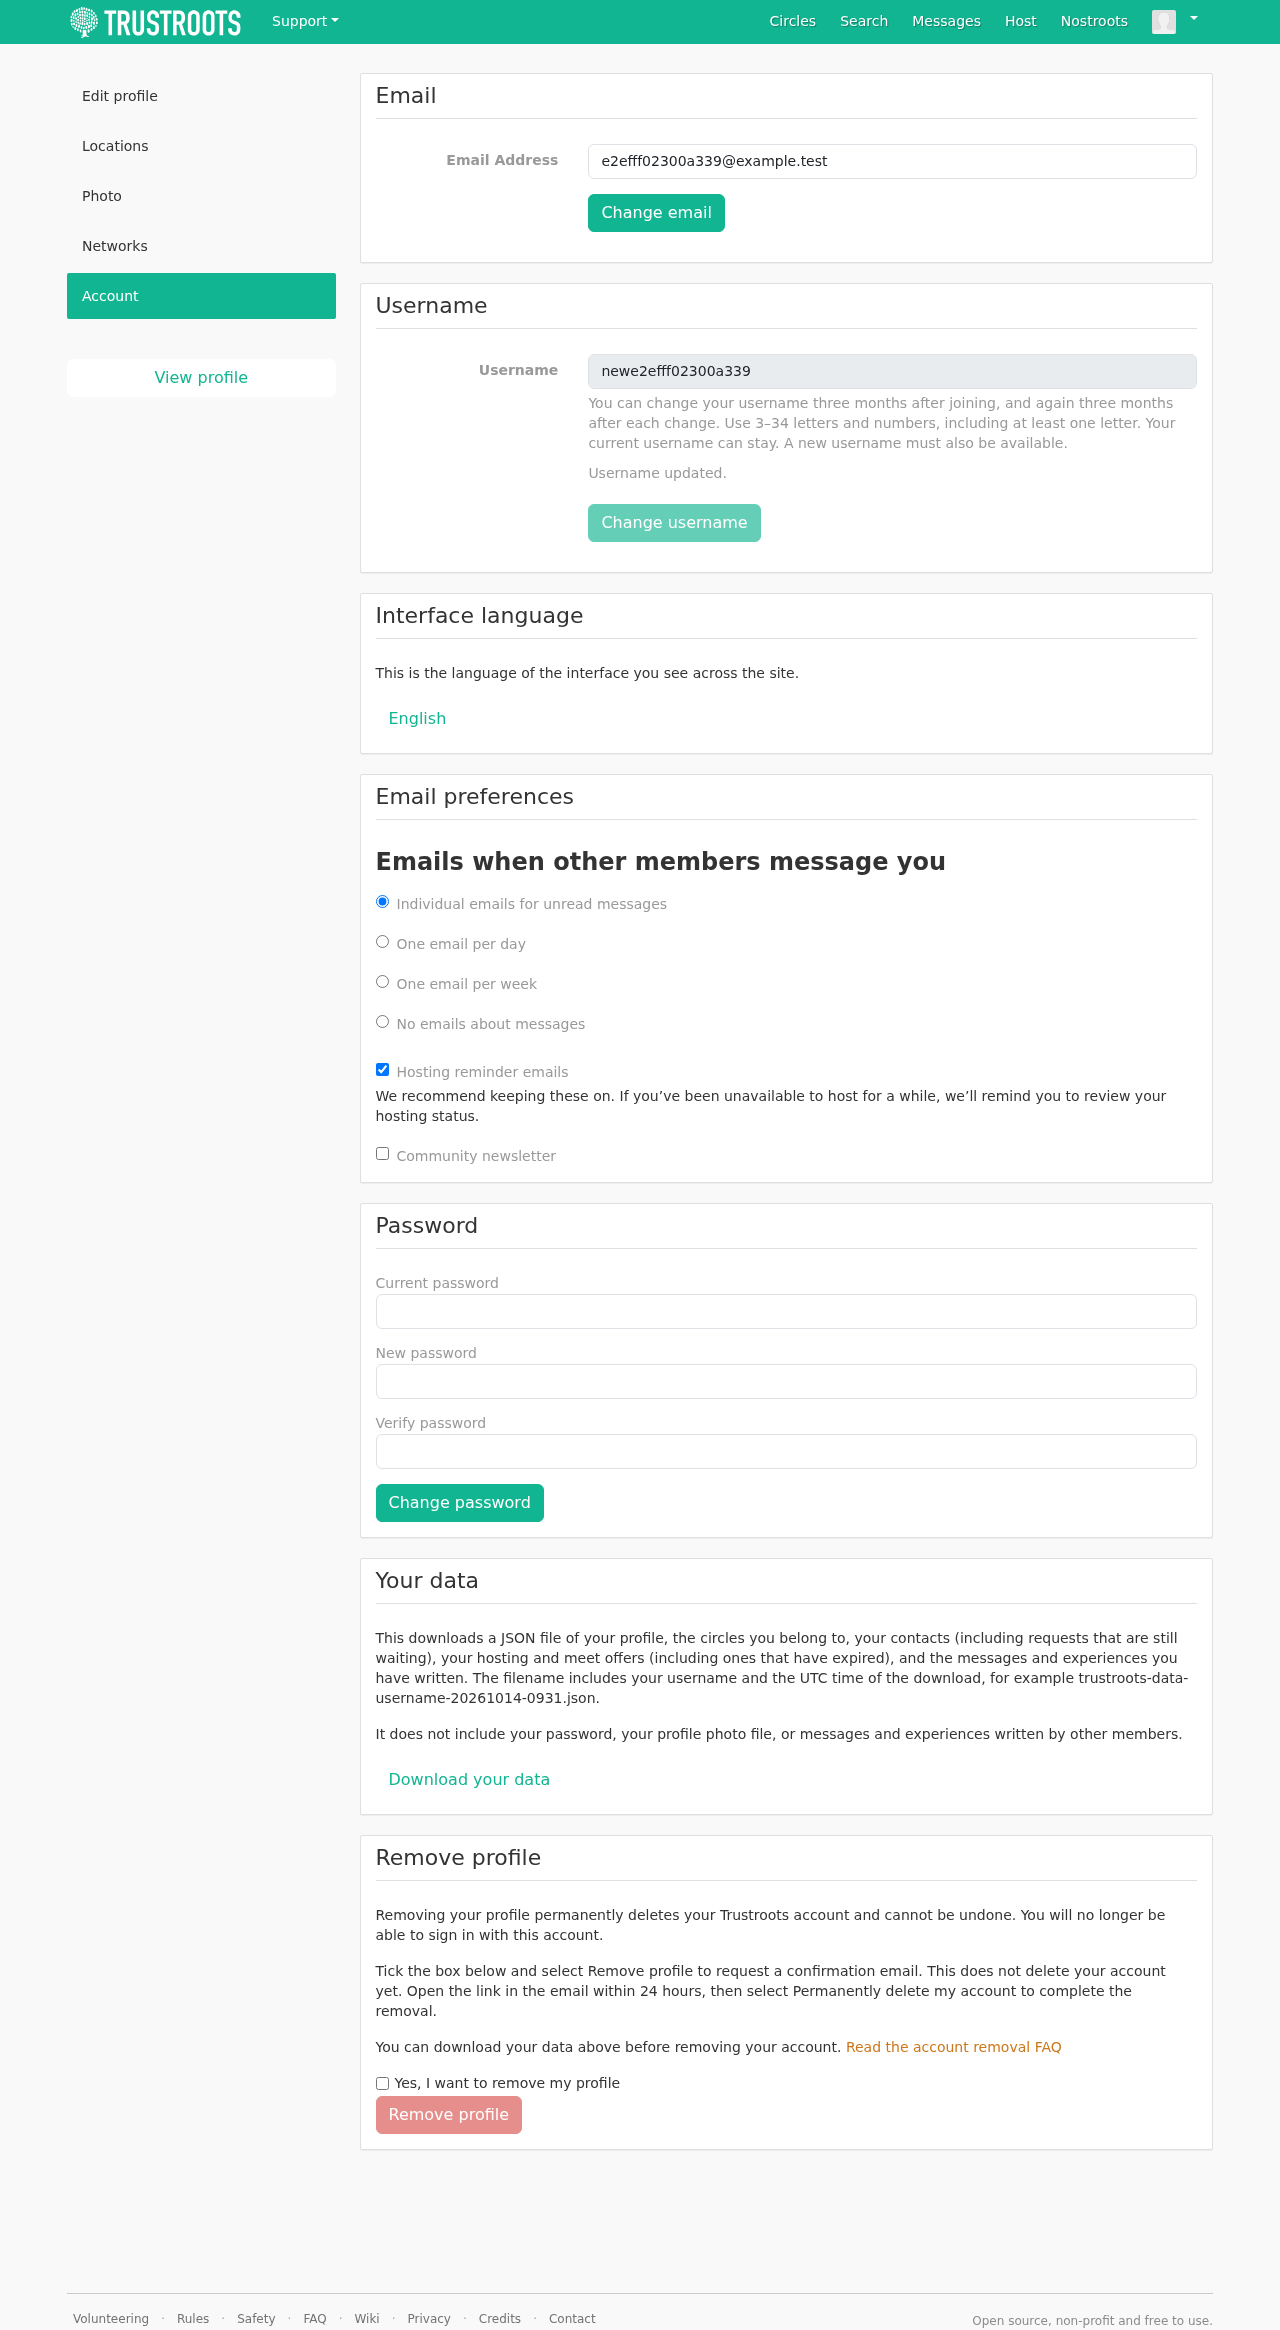 TRUSTROOTS Support Circles Search Messages Host Nostroots
Edit profile
Locations
Photo
Networks
Account
View profile
Email
Email Address e2efff02300a339@example.test
Change email
Username
Username newe2efff02300a339
You can change your username three months after joining, and again three months
after each change. Use 3–34 letters and numbers, including at least one letter. Your
current username can stay. A new username must also be available.
Username updated.
Change username
Interface language
This is the language of the interface you see across the site.
English
Email preferences
Emails when other members message you
Individual emails for unread messages
One email per day
One email per week
No emails about messages
Hosting reminder emails
We recommend keeping these on. If you’ve been unavailable to host for a while, we’ll remind you to review your
hosting status.
Community newsletter
Password
Current password
New password
Verify password
Change password
Your data
This downloads a JSON file of your profile, the circles you belong to, your contacts (including requests that are still
waiting), your hosting and meet offers (including ones that have expired), and the messages and experiences you
have written. The filename includes your username and the UTC time of the download, for example trustroots-data-
username-20261014-0931.json.
It does not include your password, your profile photo file, or messages and experiences written by other members.
Download your data
Remove profile
Removing your profile permanently deletes your Trustroots account and cannot be undone. You will no longer be
able to sign in with this account.
Tick the box below and select Remove profile to request a confirmation email. This does not delete your account
yet. Open the link in the email within 24 hours, then select Permanently delete my account to complete the
removal.
You can download your data above before removing your account. Read the account removal FAQ
Yes, I want to remove my profile
Remove profile
Volunteering · Rules · Safety · FAQ · Wiki · Privacy · Credits · Contact
Open source, non-profit and free to use.